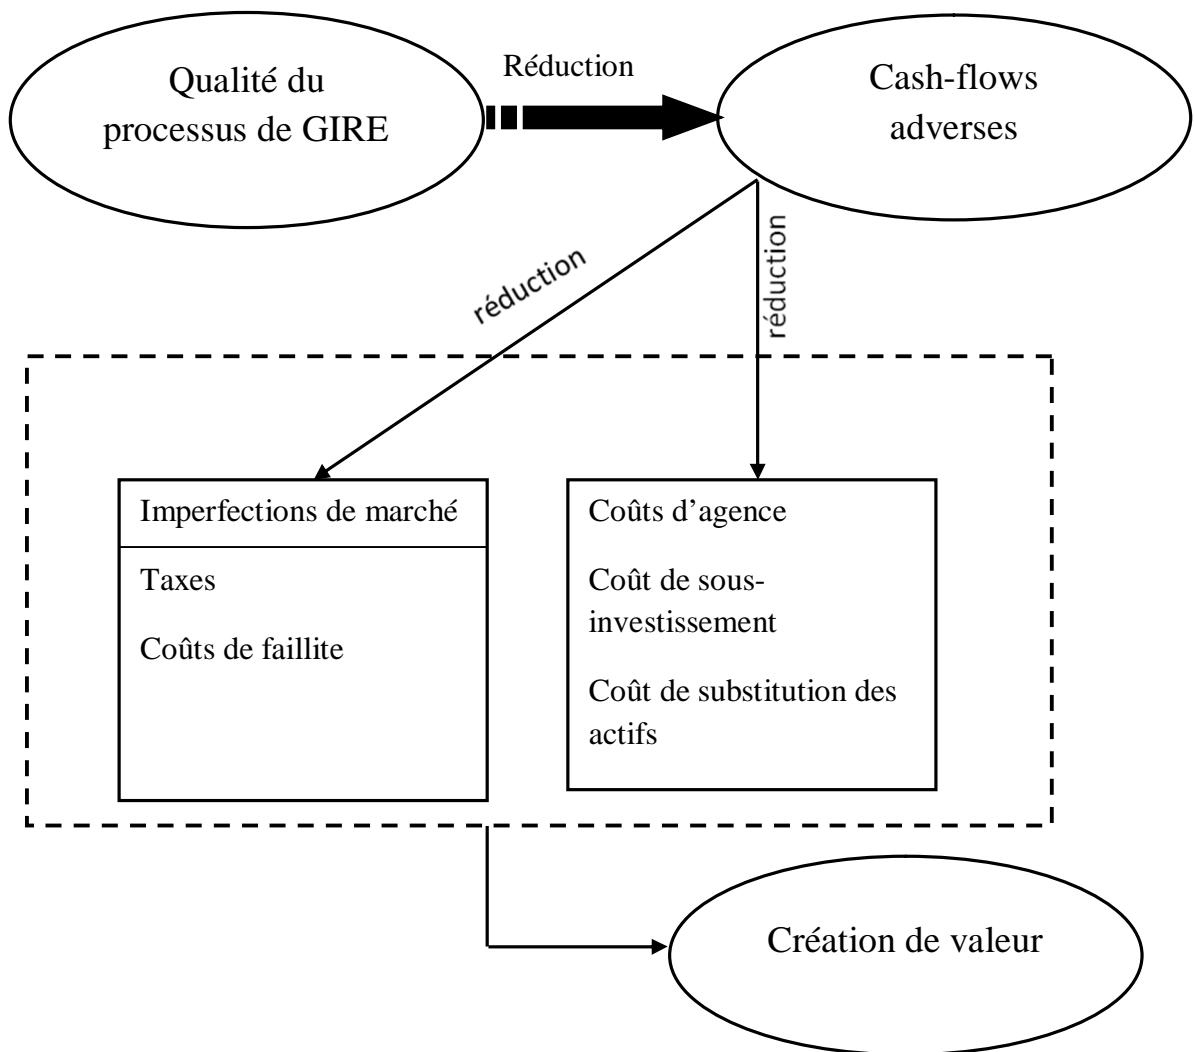 Qualité du
processus de GIRE
Réduction
Cash-flows
adverses
réduction
réduction
Imperfections de marché
Taxes
Coûts de faillite
Coûts d’agence
Coût de sous-
investissement
Coût de substitution des
actifs
Création de valeur